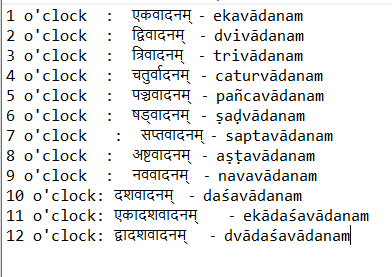 1 o'clock : एकवादनम् - ekavādanam
2 o'clock : द्विवादनम् - dvivādanam
3 o'clock : त्रिवादनम् - trivādanam
4 o'clock : चतुर्वादनम् - caturvādanam
5 o'clock : पञ्चवादनम् - pañcavādanam
6 o'clock : षड्वादनम् - ṣaḍvādanam
7 o'clock : सप्तवादनम् - saptavādanam
8 o'clock : अष्टवादनम् - aṣṭavādanam
9 o'clock : नववादनम् - navavādanam
10 o'clock: दशवादनम् - daśavādanam
11 o'clock: एकादशवादनम् - ekādaśavādanam
12 o'clock: द्वादशवादनम् - dvādaśavādanam